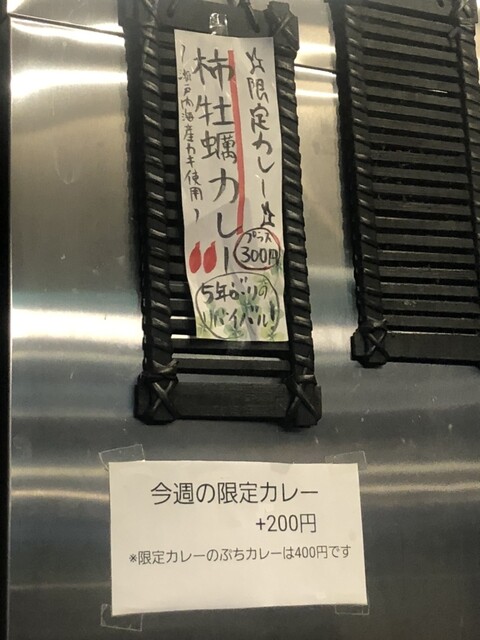 ☆限定カレー☆
プラス
300円
柿牡蠣カレー
瀬戸内海産カキ使用
5年ぶりの
リバイバル!
今週の限定カレー
+200円
※限定カレーのぷちカレーは400円です